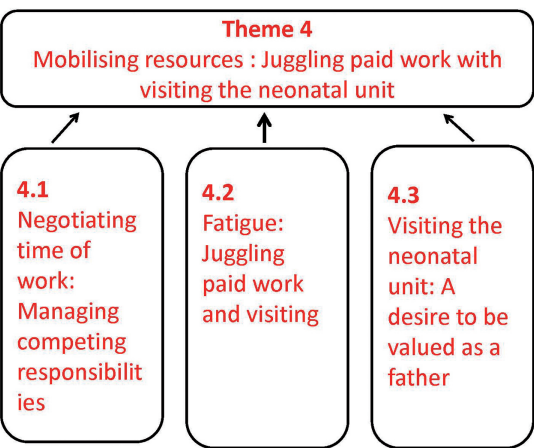 Theme 4
Mobilising resources : Juggling paid work with
visiting the neonatal unit
4.1
Negotiating
time of
work:
Managing
competing
responsibilit
ies
4.2
Fatigue:
Juggling
paid work
and visiting
4.3
Visiting the
neonatal
unit: A
desire to be
valued as a
father